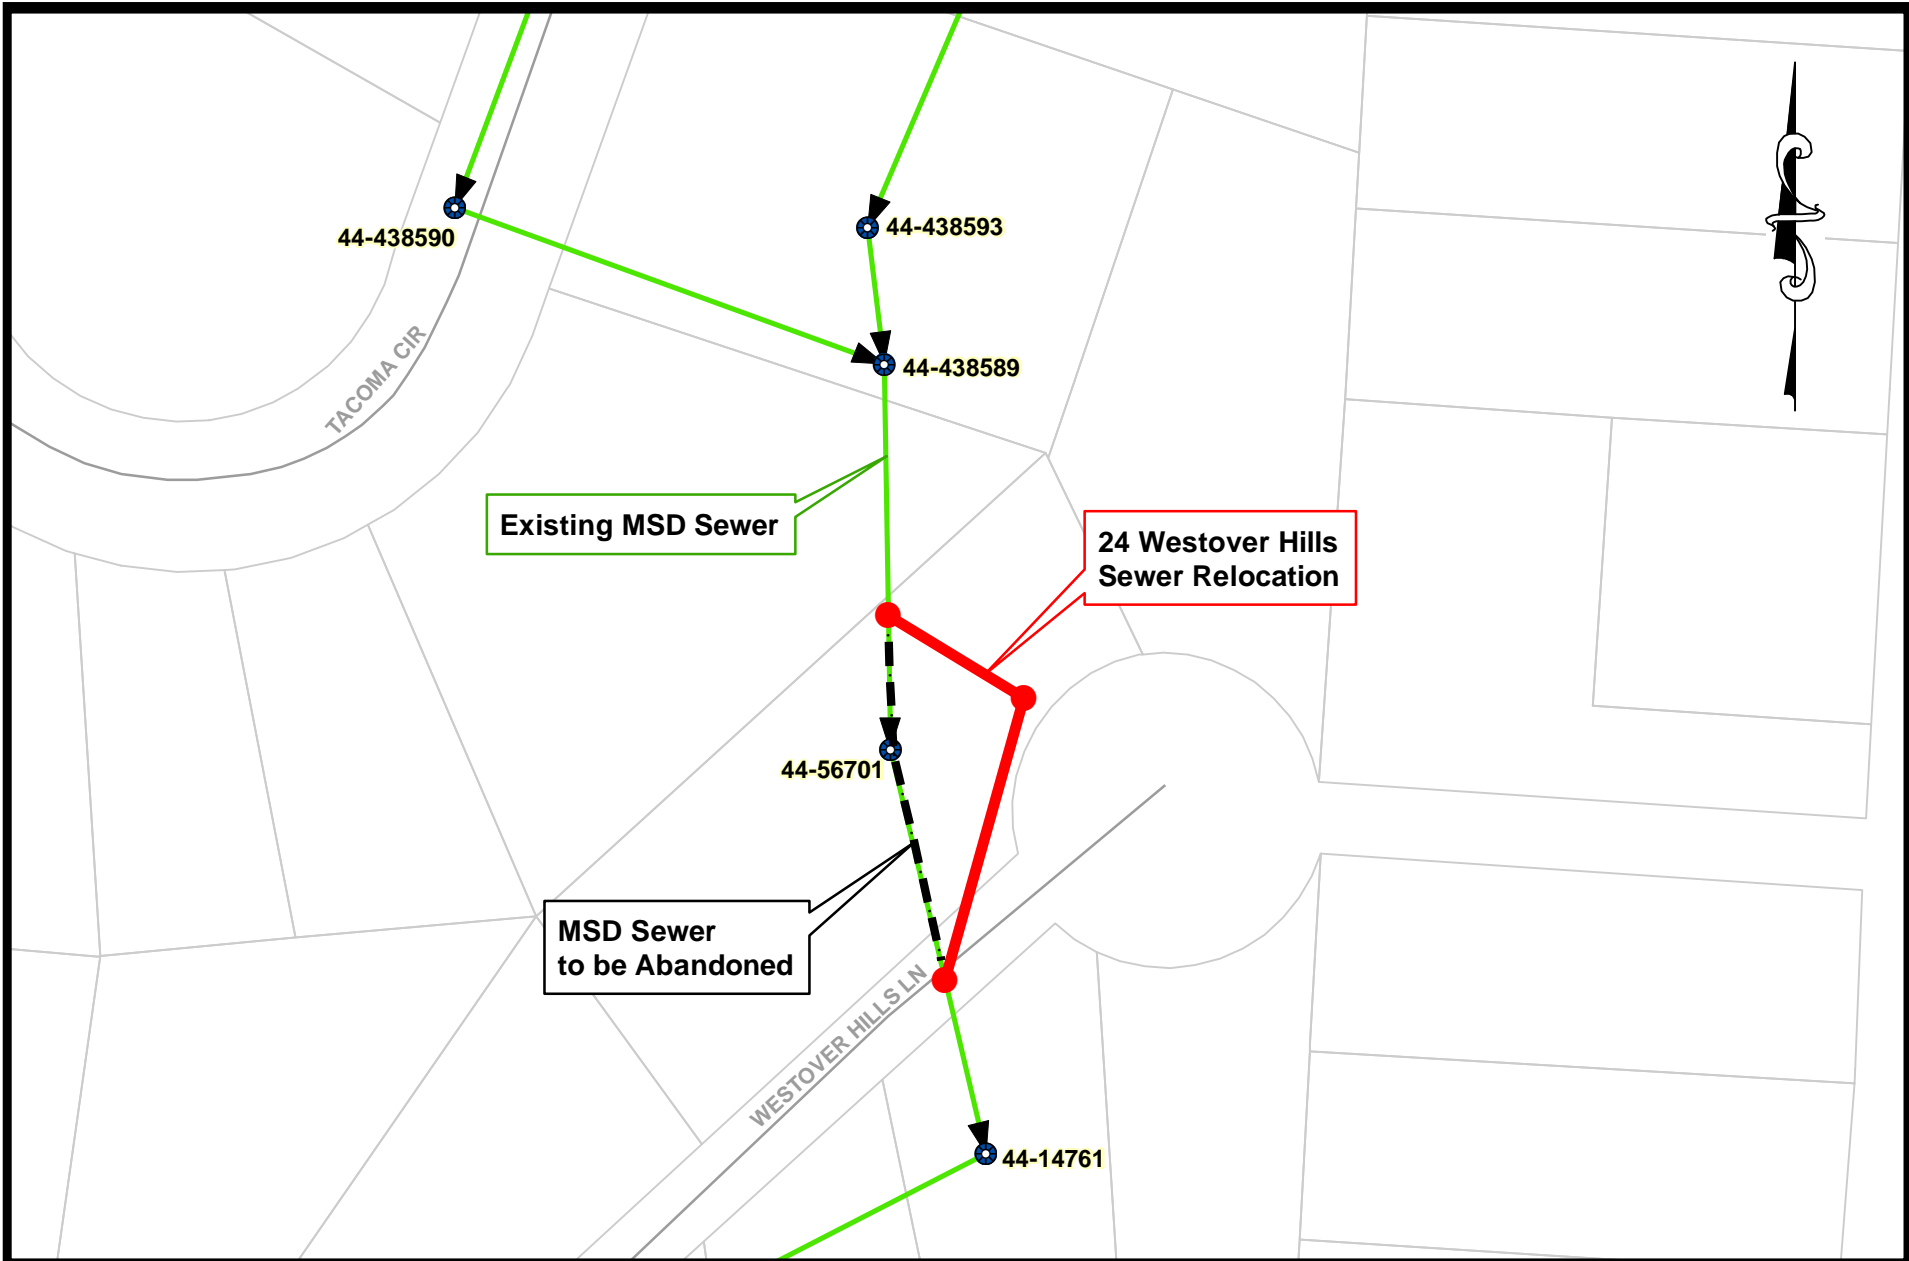 44-438590
44-438593
44-438589
TACOMA CIR
Existing MSD Sewer
24 Westover Hills
Sewer Relocation
44-56701
MSD Sewer
to be Abandoned
WESTOVER HILLS LN
44-14761